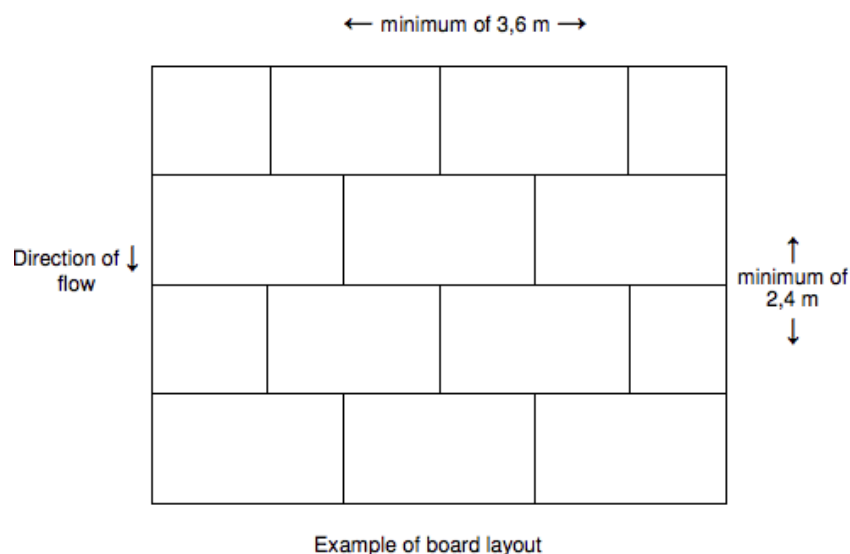 ← minimum of 3,6 m →
Direction of ↓
flow
↑
minimum of
2,4 m
↓
Example of board layout